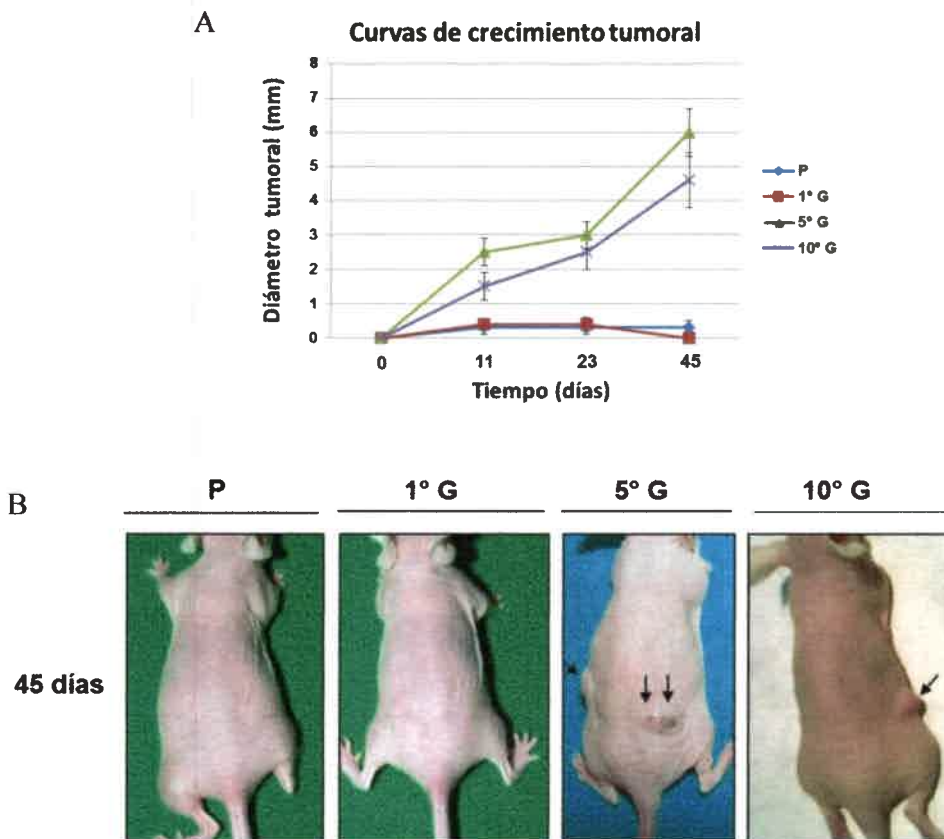 A
Curvas de crecimiento tumoral
Diámetro tumoral (mm)
8
7
6
5
4
3
2
1
0
0 11 23 45
Tiempo (días)
P
1° G
5° G
10° G
B
P 1° G 5° G 10° G
45 días